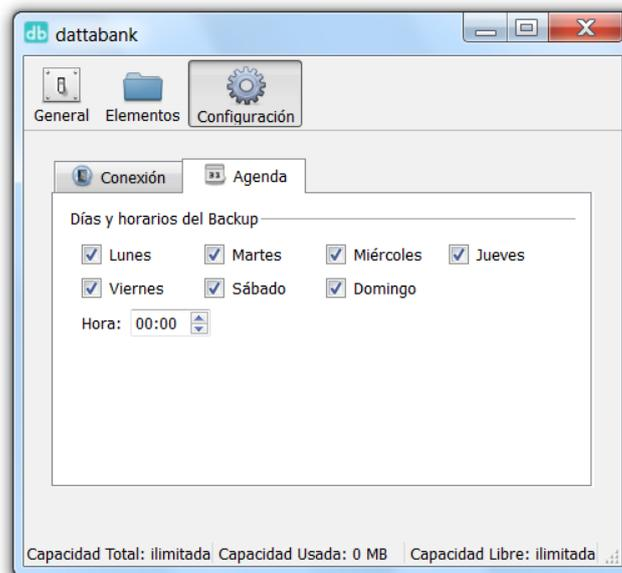 db dattabank
General Elementos Configuración
Conexión Agenda
Días y horarios del Backup
Lunes Martes Miércoles Jueves
Viernes Sábado Domingo
Hora: 00:00
Capacidad Total: ilimitada Capacidad Usada: 0 MB Capacidad Libre: ilimitada